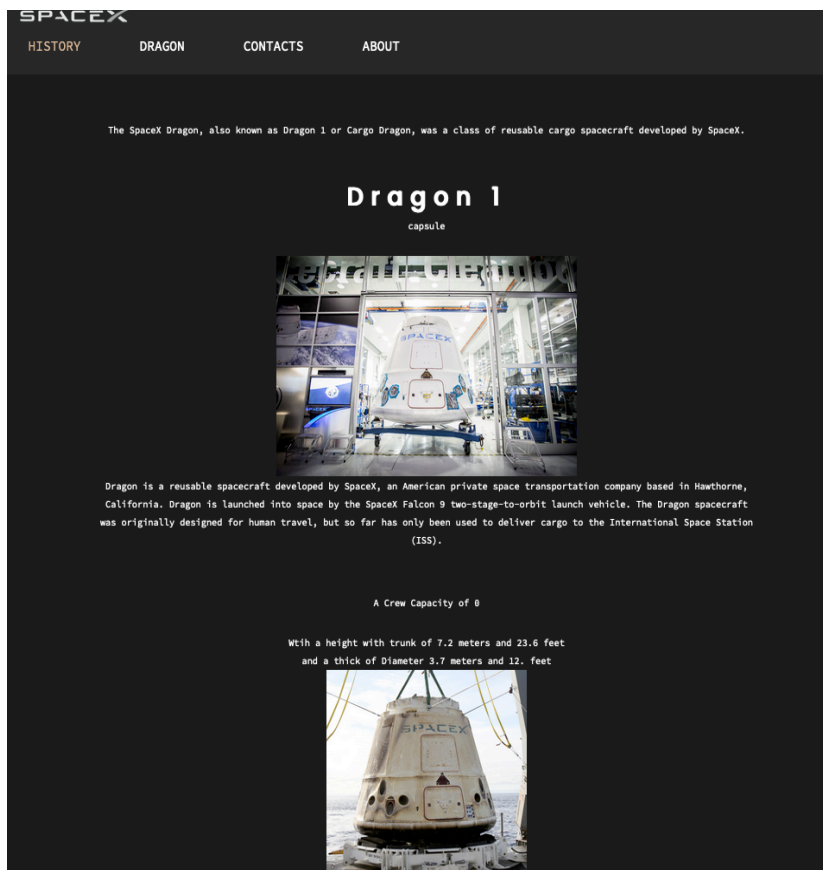 SPACEX
HISTORY DRAGON CONTACTS ABOUT
The SpaceX Dragon, also known as Dragon 1 or Cargo Dragon, was a class of reusable cargo spacecraft developed by SpaceX.
Dragon 1
capsule
SPACEX
SPACEX
Dragon is a reusable spacecraft developed by SpaceX, an American private space transportation company based in Hawthorne,
California. Dragon is launched into space by the SpaceX Falcon 9 two-stage-to-orbit launch vehicle. The Dragon spacecraft
was originally designed for human travel, but so far has only been used to deliver cargo to the International Space Station
(ISS).
A Crew Capacity of 0
Wtih a height with trunk of 7.2 meters and 23.6 feet
and a thick of Diameter 3.7 meters and 12. feet
SPACEX